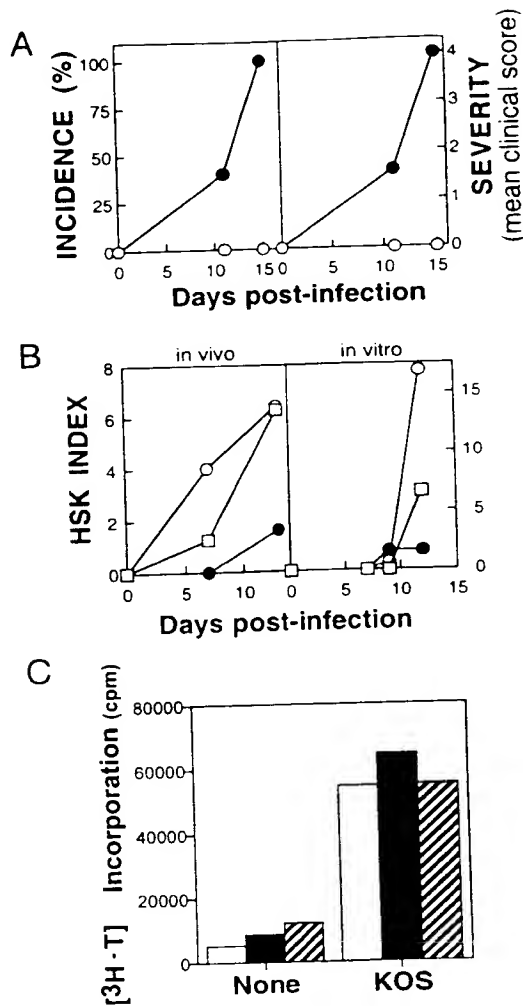 A
INCIDENCE (%)
100
75
50
25
0
0 5 10 15
0 5 10 15
4
3
2
1
0
SEVERITY
(mean clinical score)
Days post-infection
B
in vivo
in vitro
HSK INDEX
8
6
4
2
0
0 5 10 15
0 5 10 15
15
10
5
0
Days post-infection
C
[3H-T] Incorporation (cpm)
80000
60000
40000
20000
0
None KOS